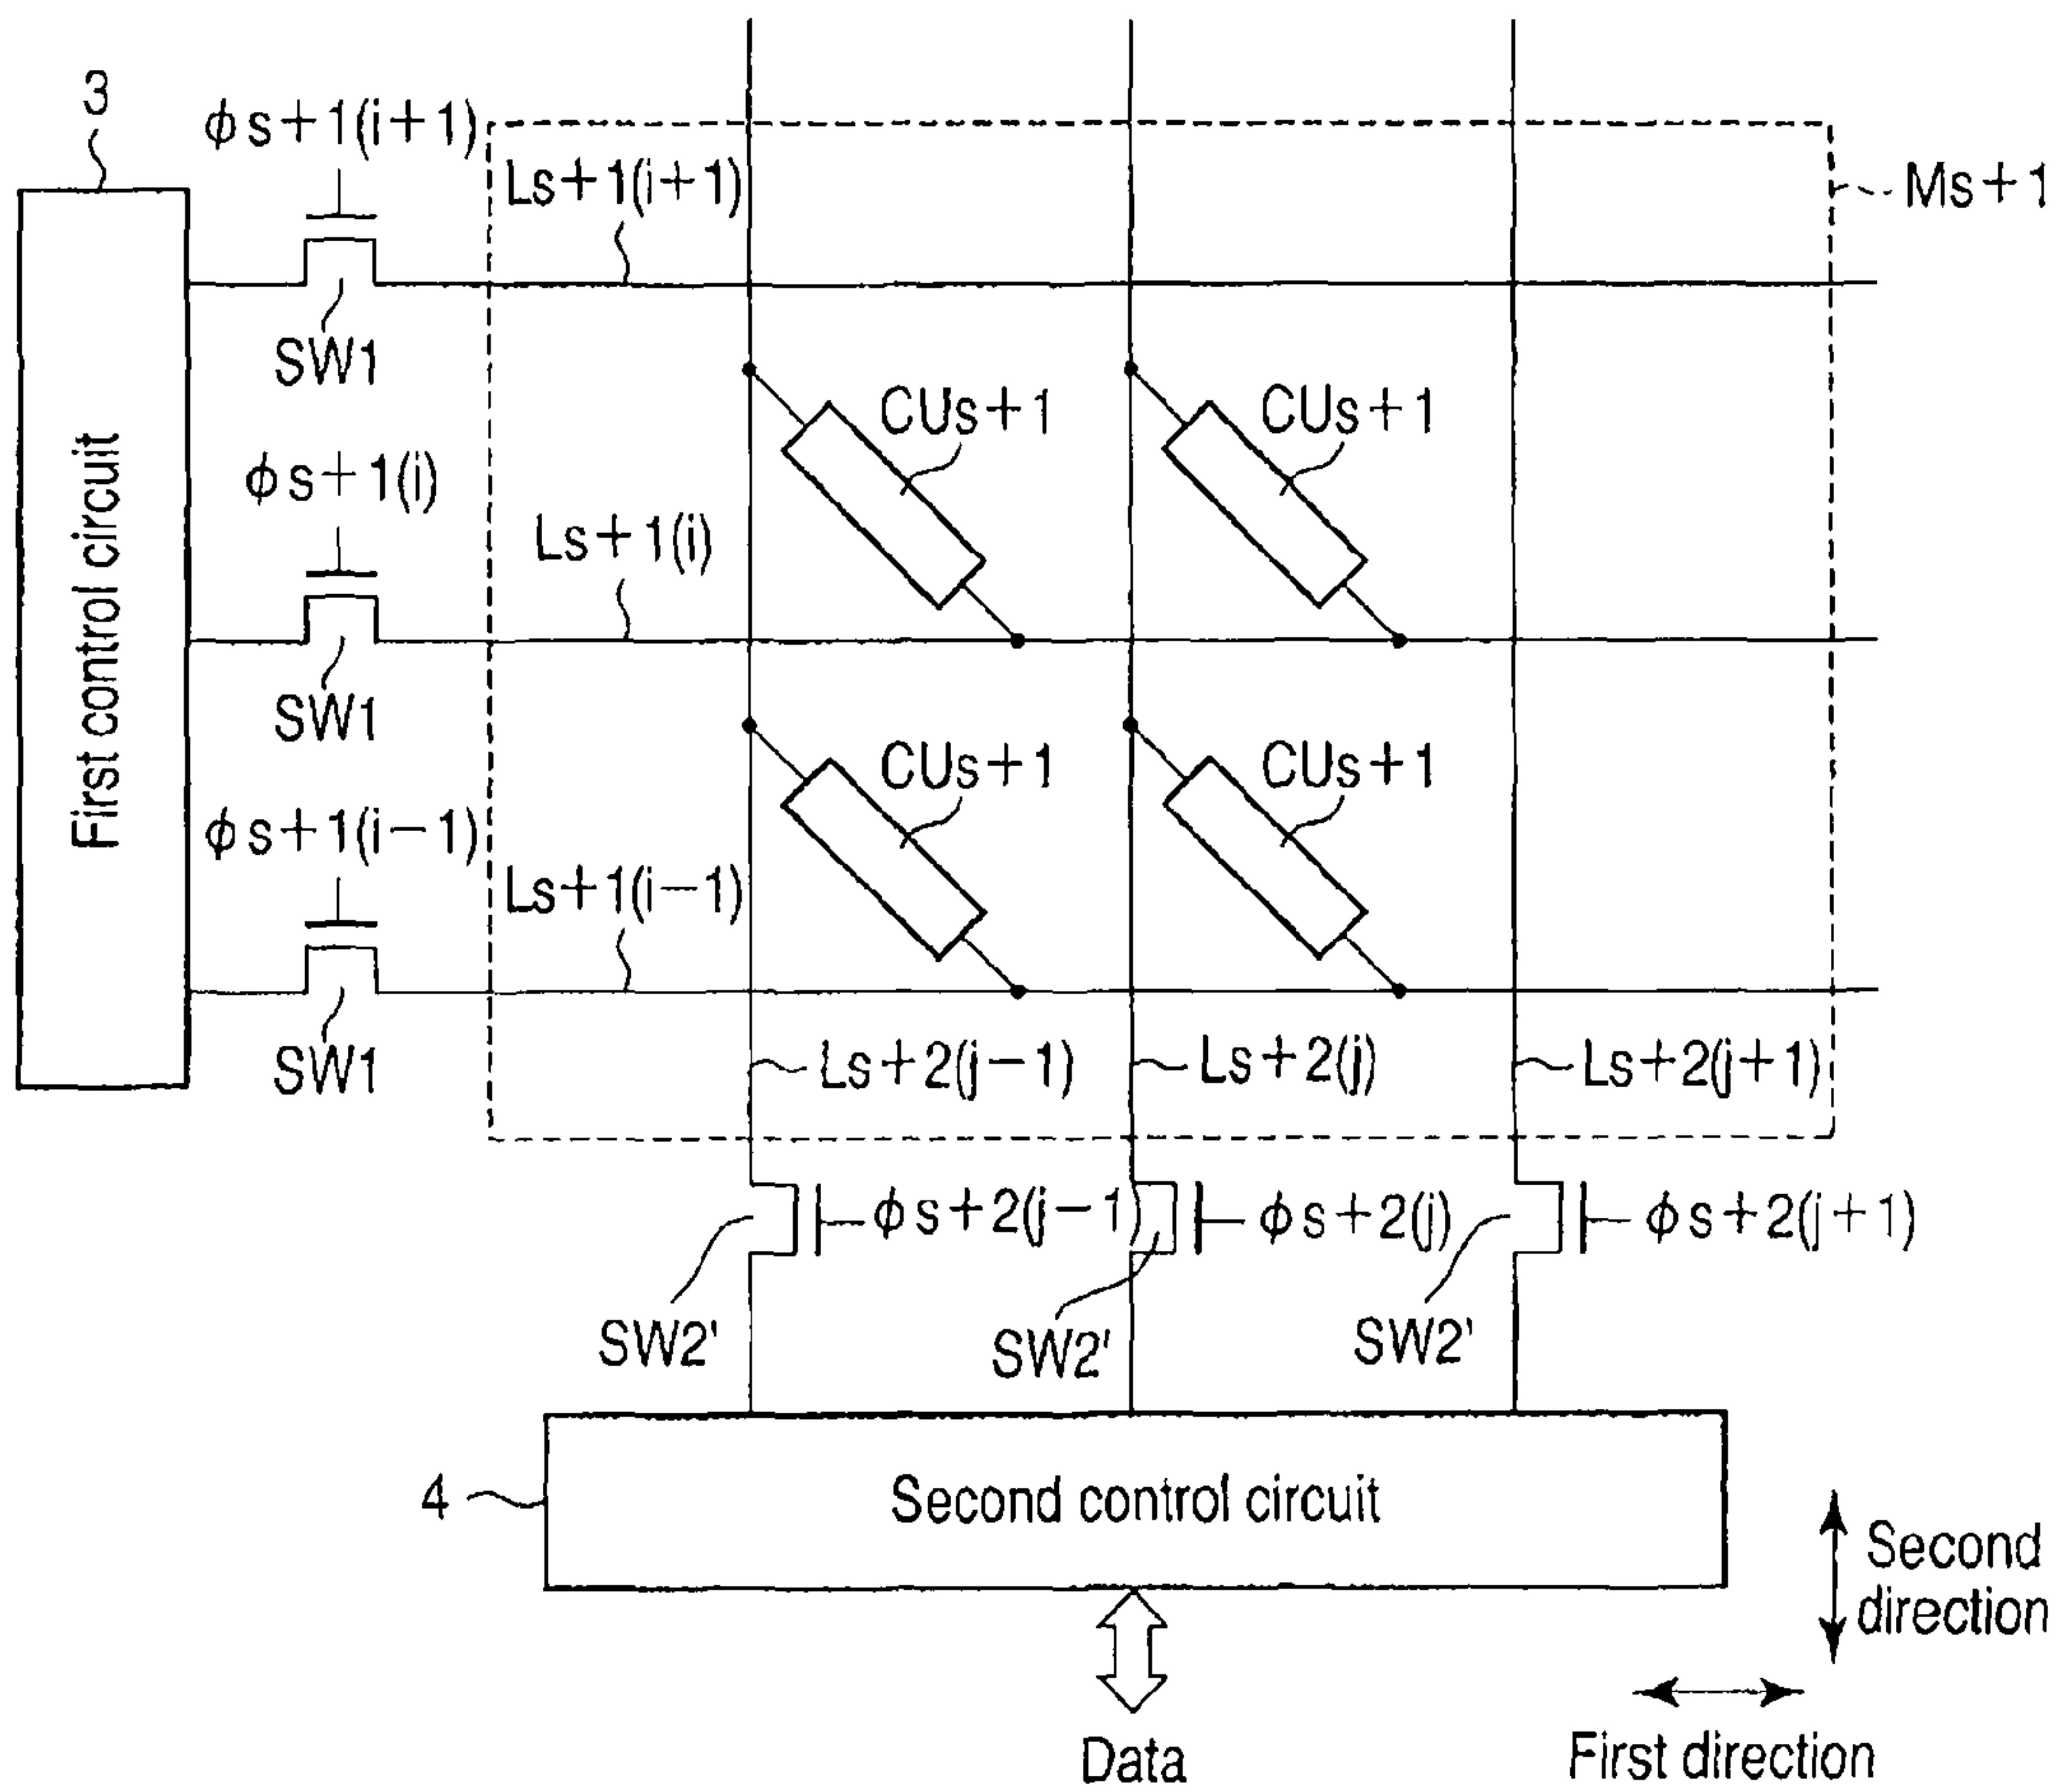 3
ϕs+1(i+1)
Ls+1(i+1)
Ms+1
SW1
CUs+1
CUs+1
First control circuit
ϕs+1(i)
Ls+1(i)
SW1
CUs+1
CUs+1
ϕs+1(i−1)
Ls+1(i−1)
SW1
Ls+2(j−1)
Ls+2(j)
Ls+2(j+1)
ϕs+2(j−1)
ϕs+2(j)
ϕs+2(j+1)
SW2'
SW2'
SW2'
4
Second control circuit
Second
direction
Data
First direction